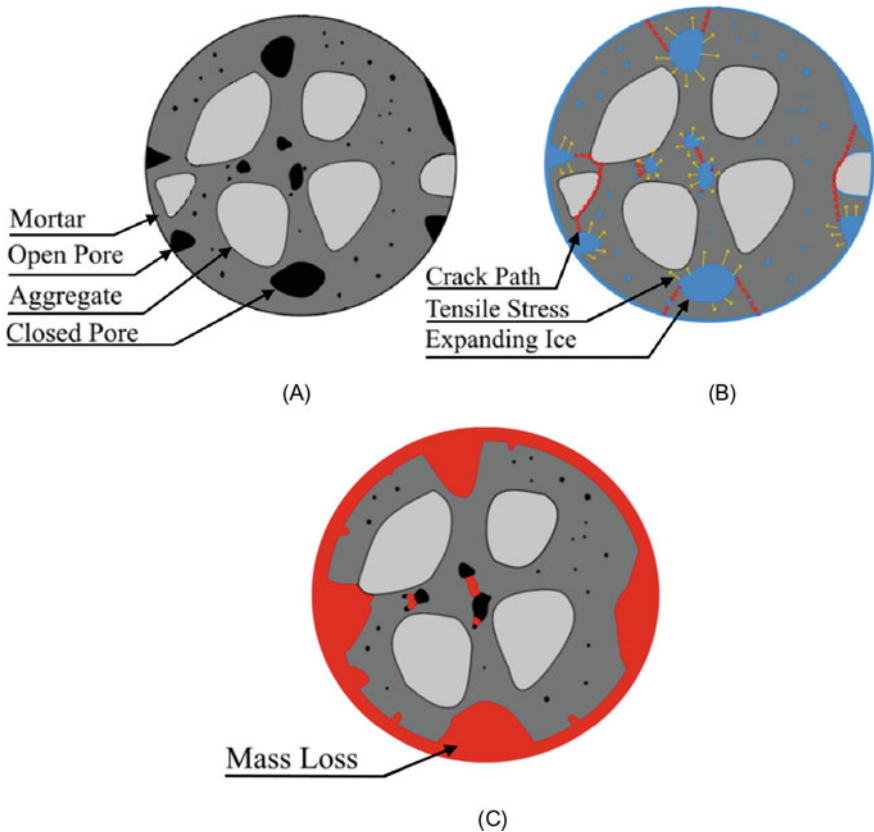 Mortar
Open Pore
Aggregate
Closed Pore
Crack Path
Tensile Stress
Expanding Ice
(A)
(B)
Mass Loss
(C)